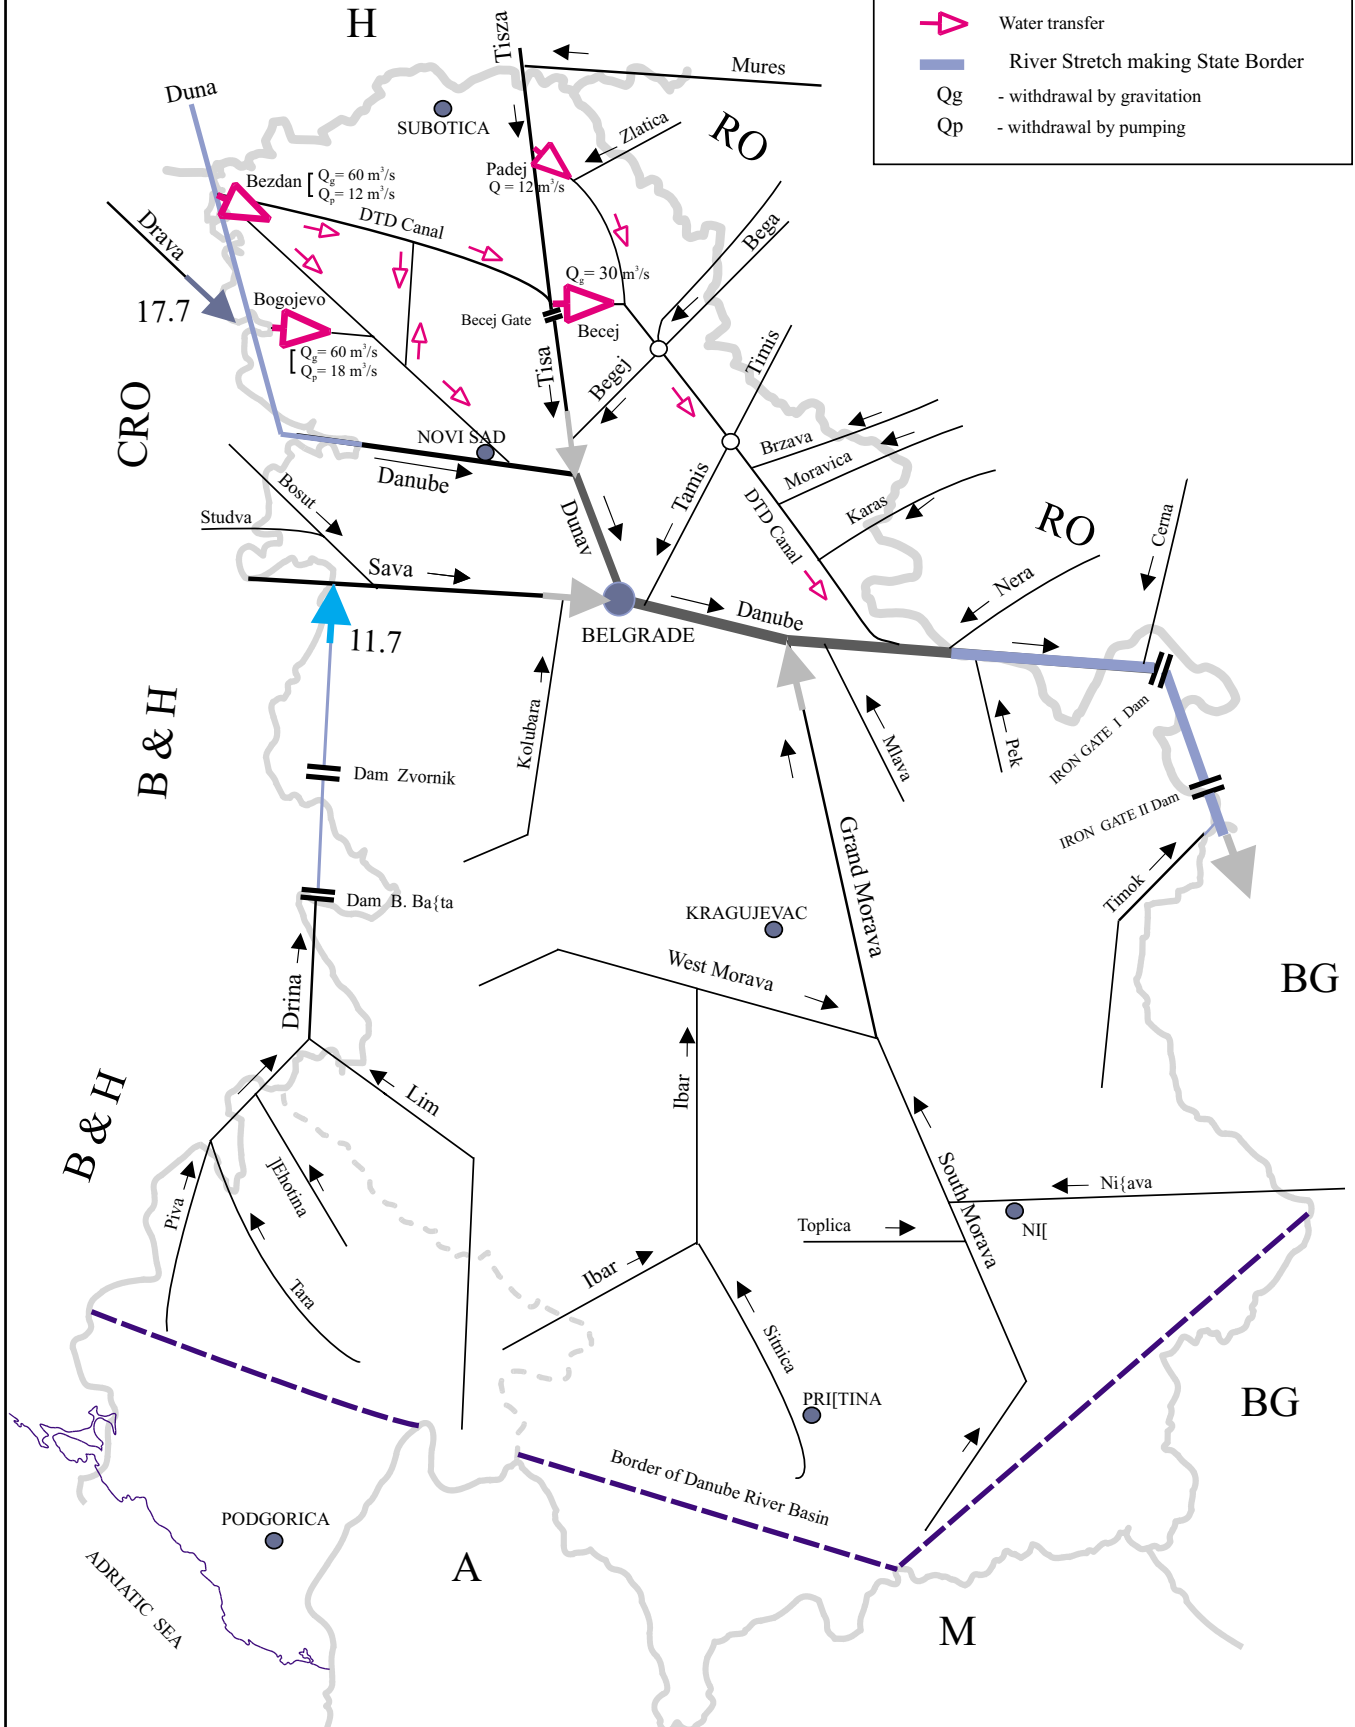 H
Tisza
Mures
Water transfer
River Stretch making State Border
Qg - withdrawal by gravitation
Qp - withdrawal by pumping
Duna
SUBOTICA
Zlatica
RO
Padej
Q = 12 m³/s
Bezdan [ Qg = 60 m³/s
Qp = 12 m³/s
DTD Canal
Drava
17.7
Bega
Qg = 30 m³/s
Bogojevo
[ Qg = 60 m³/s
Qp = 18 m³/s
Becej Gate
Becej
Tisa
Begej
Timis
CRO
NOVI SAD
Danube
Brzava
Moravica
Karas
Tamis
DTD Canal
Bosut
Studva
Dunav
RO
Cerna
Sava
Nera
Danube
BELGRADE
11.7
B & H
Kolubara
Mlava
Pek
IRON GATE I Dam
Dam Zvornik
IRON GATE II Dam
Grand Morava
Timok
Dam B. Ba{ta
KRAGUJEVAC
West Morava
BG
Drina
Ibar
Lim
B & H
]Ehotina
Piva
South Morava
Ni{ava
Toplica
NI[
Tara
Ibar
Sitnica
PRI[TINA
BG
Border of Danube River Basin
PODGORICA
A
ADRIATIC SEA
M